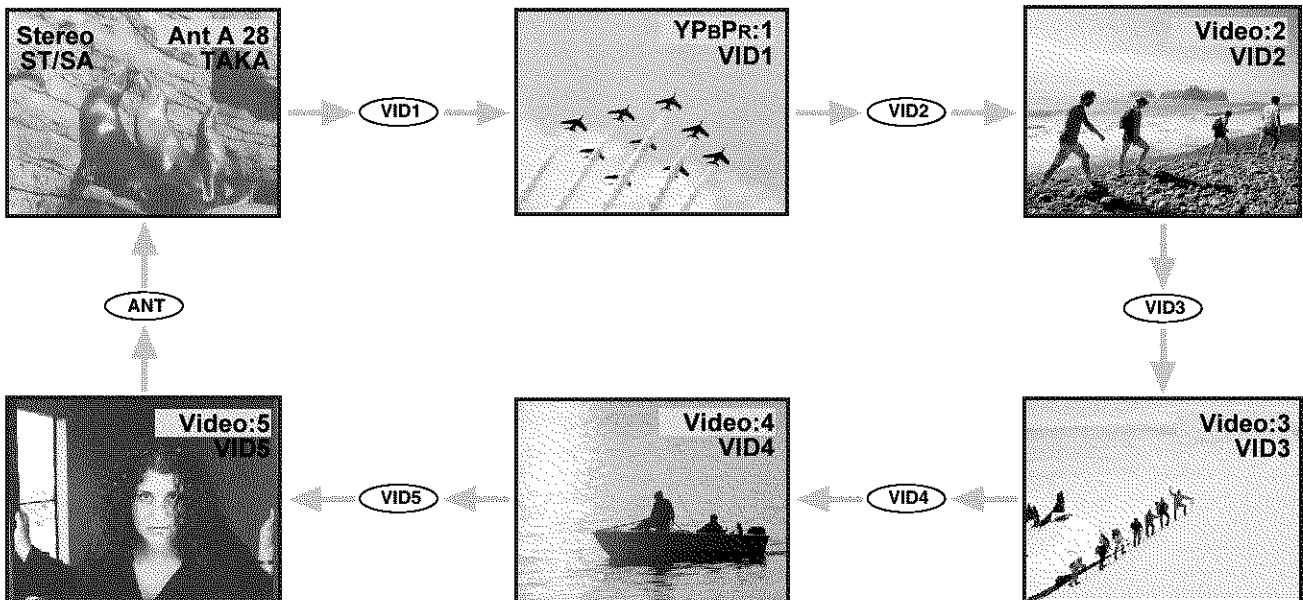 Stereo Ant A 28
ST/SA TAKA
VID1
YPBPR:1
VID1
VID2
Video:2
VID2
VID3
Video:3
VID3
VID4
Video:4
VID4
VID5
Video:5
VID5
ANT